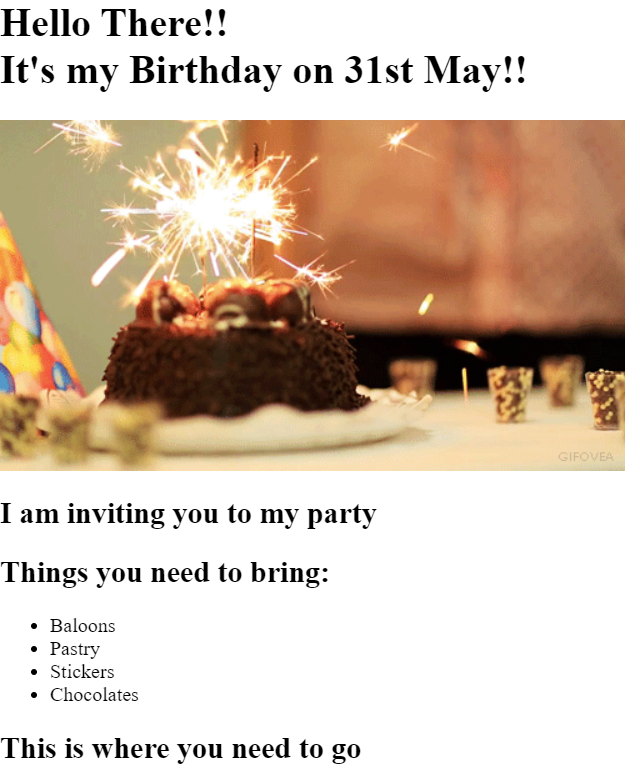 Hello There!!
It's my Birthday on 31st May!!
GIFOVEA
I am inviting you to my party
Things you need to bring:
Baloons
Pastry
Stickers
Chocolates
This is where you need to go